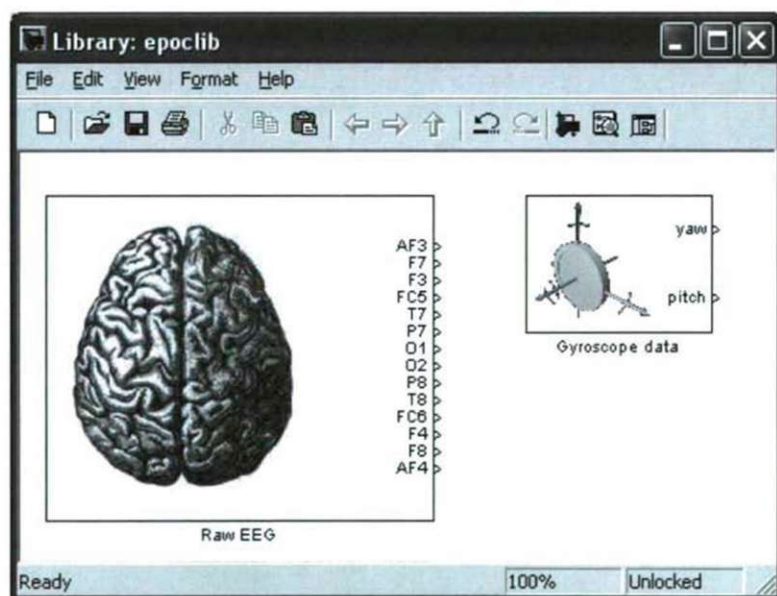 Library: epoclib
File Edit View Format Help
AF3
F7
F3
FC5
T7
P7
O1
O2
P8
T8
FC6
F4
F8
AF4
Raw EEG
yaw
pitch
Gyroscope data
Ready 100% Unlocked